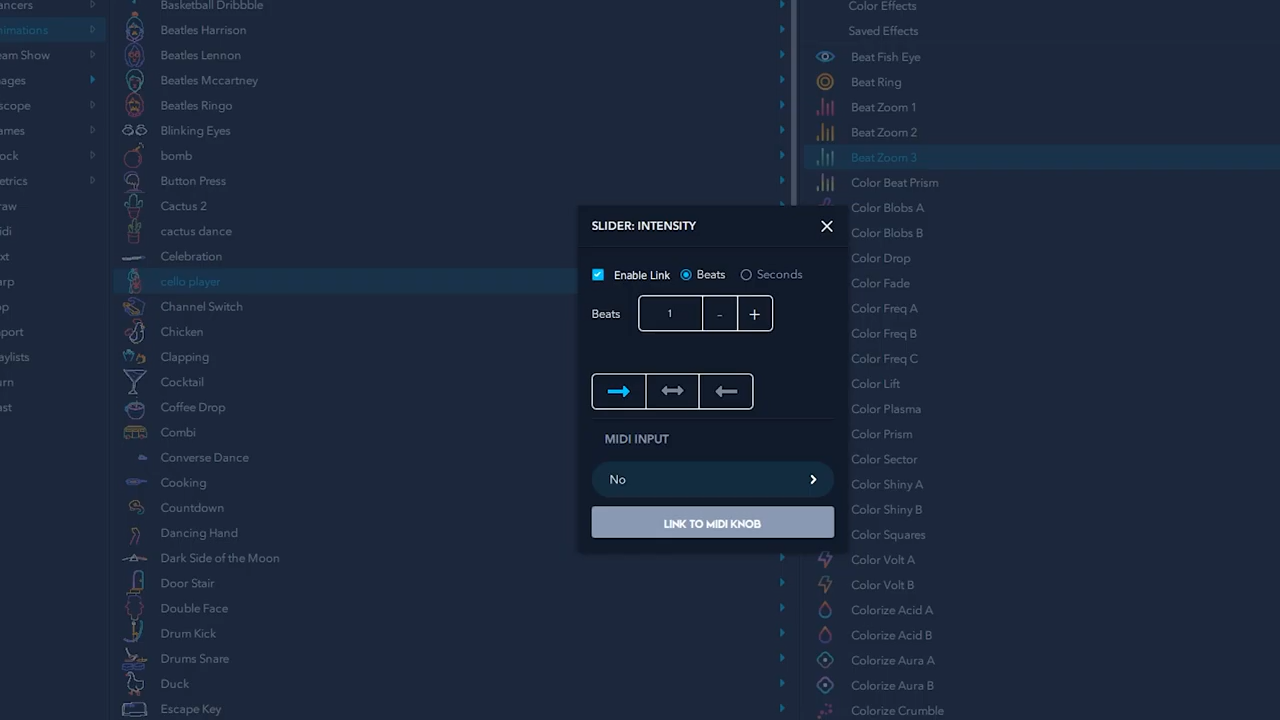 ancers
imations
eam Show
ages
scope
ames
ock
etrics
raw
idi
xt
arp
op
port
aylists
urn
ast
Basketball Dribbble
Beatles Harrison
Beatles Lennon
Beatles Mccartney
Beatles Ringo
Blinking Eyes
bomb
Button Press
Cactus 2
cactus dance
Celebration
cello player
Channel Switch
Chicken
Clapping
Cocktail
Coffee Drop
Combi
Converse Dance
Cooking
Countdown
Dancing Hand
Dark Side of the Moon
Door Stair
Double Face
Drum Kick
Drums Snare
Duck
Escape Key
SLIDER: INTENSITY
Enable Link
Beats
Seconds
Beats
1
-
+
MIDI INPUT
No
LINK TO MIDI KNOB
Color Effects
Saved Effects
Beat Fish Eye
Beat Ring
Beat Zoom 1
Beat Zoom 2
Beat Zoom 3
Color Beat Prism
Color Blobs A
Color Blobs B
Color Drop
Color Fade
Color Freq A
Color Freq B
Color Freq C
Color Lift
Color Plasma
Color Prism
Color Sector
Color Shiny A
Color Shiny B
Color Squares
Color Volt A
Color Volt B
Colorize Acid A
Colorize Acid B
Colorize Aura A
Colorize Aura B
Colorize Crumble